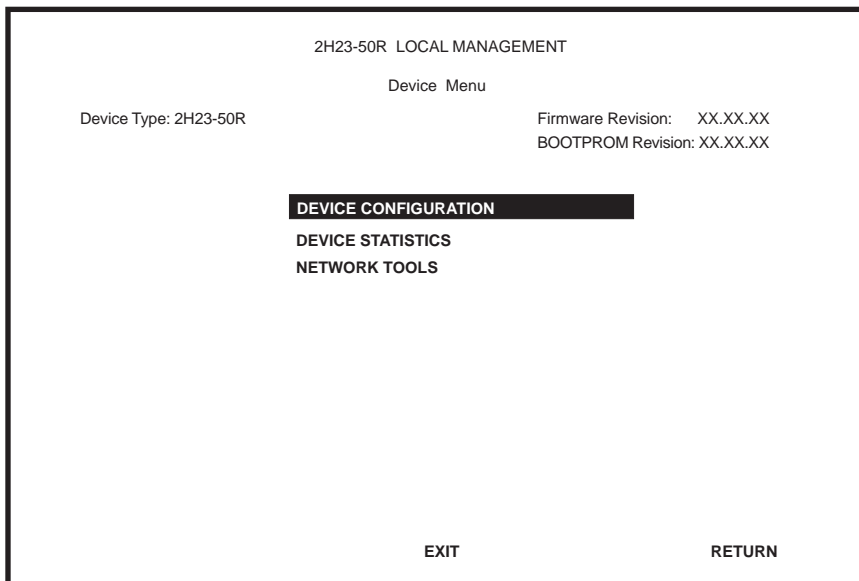 2H23-50R LOCAL MANAGEMENT
Device Menu
Device Type: 2H23-50R Firmware Revision: XX.XX.XX
BOOTPROM Revision: XX.XX.XX
DEVICE CONFIGURATION
DEVICE STATISTICS
NETWORK TOOLS
EXIT RETURN